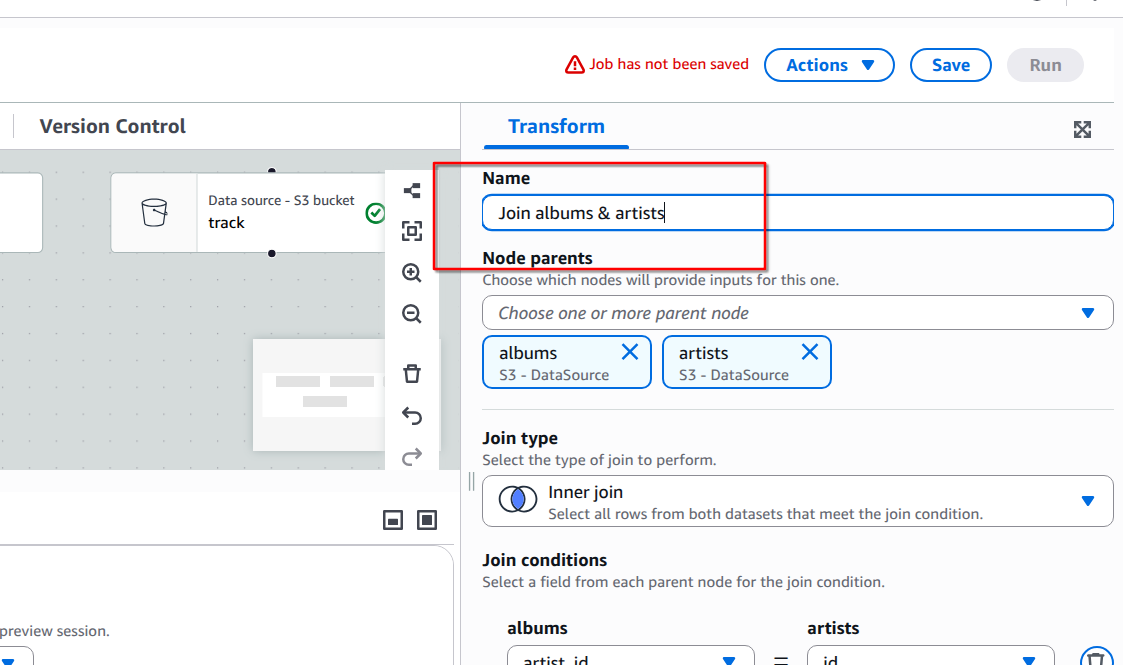 Job has not been saved
Actions
Save
Run
Version Control
Transform
Data source - S3 bucket
track
Name
Join albums & artists
Node parents
Choose which nodes will provide inputs for this one.
Choose one or more parent node
albums
S3 - DataSource
artists
S3 - DataSource
Join type
Select the type of join to perform.
Inner join
Select all rows from both datasets that meet the join condition.
Join conditions
Select a field from each parent node for the join condition.
preview session.
albums
artists
artist_id
=
id